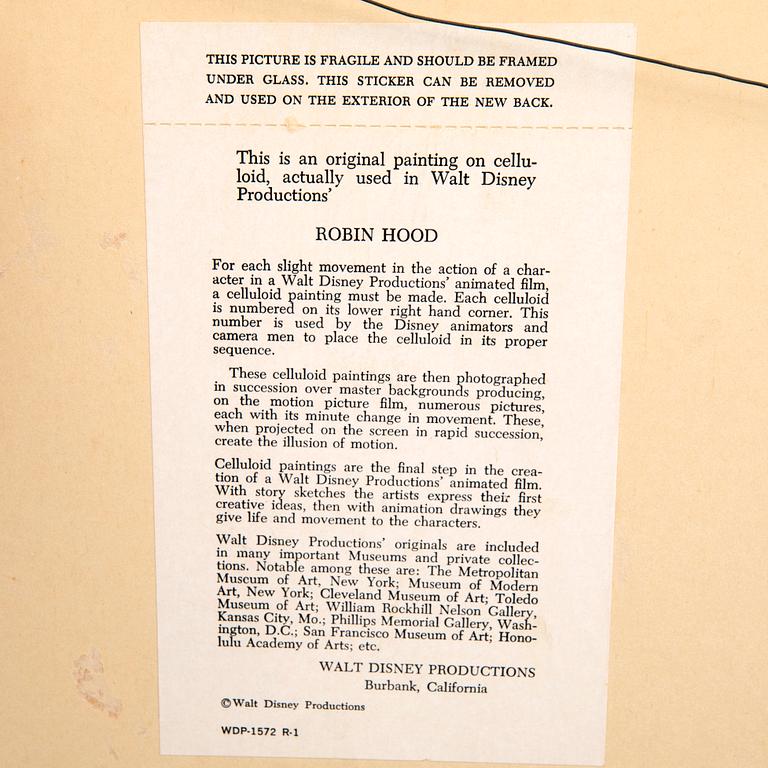 THIS PICTURE IS FRAGILE AND SHOULD BE FRAMED
UNDER GLASS. THIS STICKER CAN BE REMOVED
AND USED ON THE EXTERIOR OF THE NEW BACK.
This is an original painting on cellu-
loid, actually used in Walt Disney
Productions'
ROBIN HOOD
For each slight movement in the action of a char-
acter in a Walt Disney Productions' animated film,
a celluloid painting must be made. Each celluloid
is numbered on its lower right hand corner. This
number is used by the Disney animators and
camera men to place the celluloid in its proper
sequence.
These celluloid paintings are then photographed
in succession over master backgrounds producing,
on the motion picture film, numerous pictures,
each with its minute change in movement. These,
when projected on the screen in rapid succession,
create the illusion of motion.
Celluloid paintings are the final step in the crea-
tion of a Walt Disney Productions' animated film.
With story sketches the artists express their first
creative ideas, then with animation drawings they
give life and movement to the characters.
Walt Disney Productions' originals are included
in many important Museums and private collec-
tions. Notable among these are: The Metropolitan
Museum of Art, New York; Museum of Modern
Art, New York; Cleveland Museum of Art; Toledo
Museum of Art; William Rockhill Nelson Gallery,
Kansas City, Mo.; Phillips Memorial Gallery, Wash-
ington, D.C.; San Francisco Museum of Art; Hono-
lulu Academy of Arts; etc.
WALT DISNEY PRODUCTIONS
Burbank, California
©Walt Disney Productions
WDP-1572 R-1